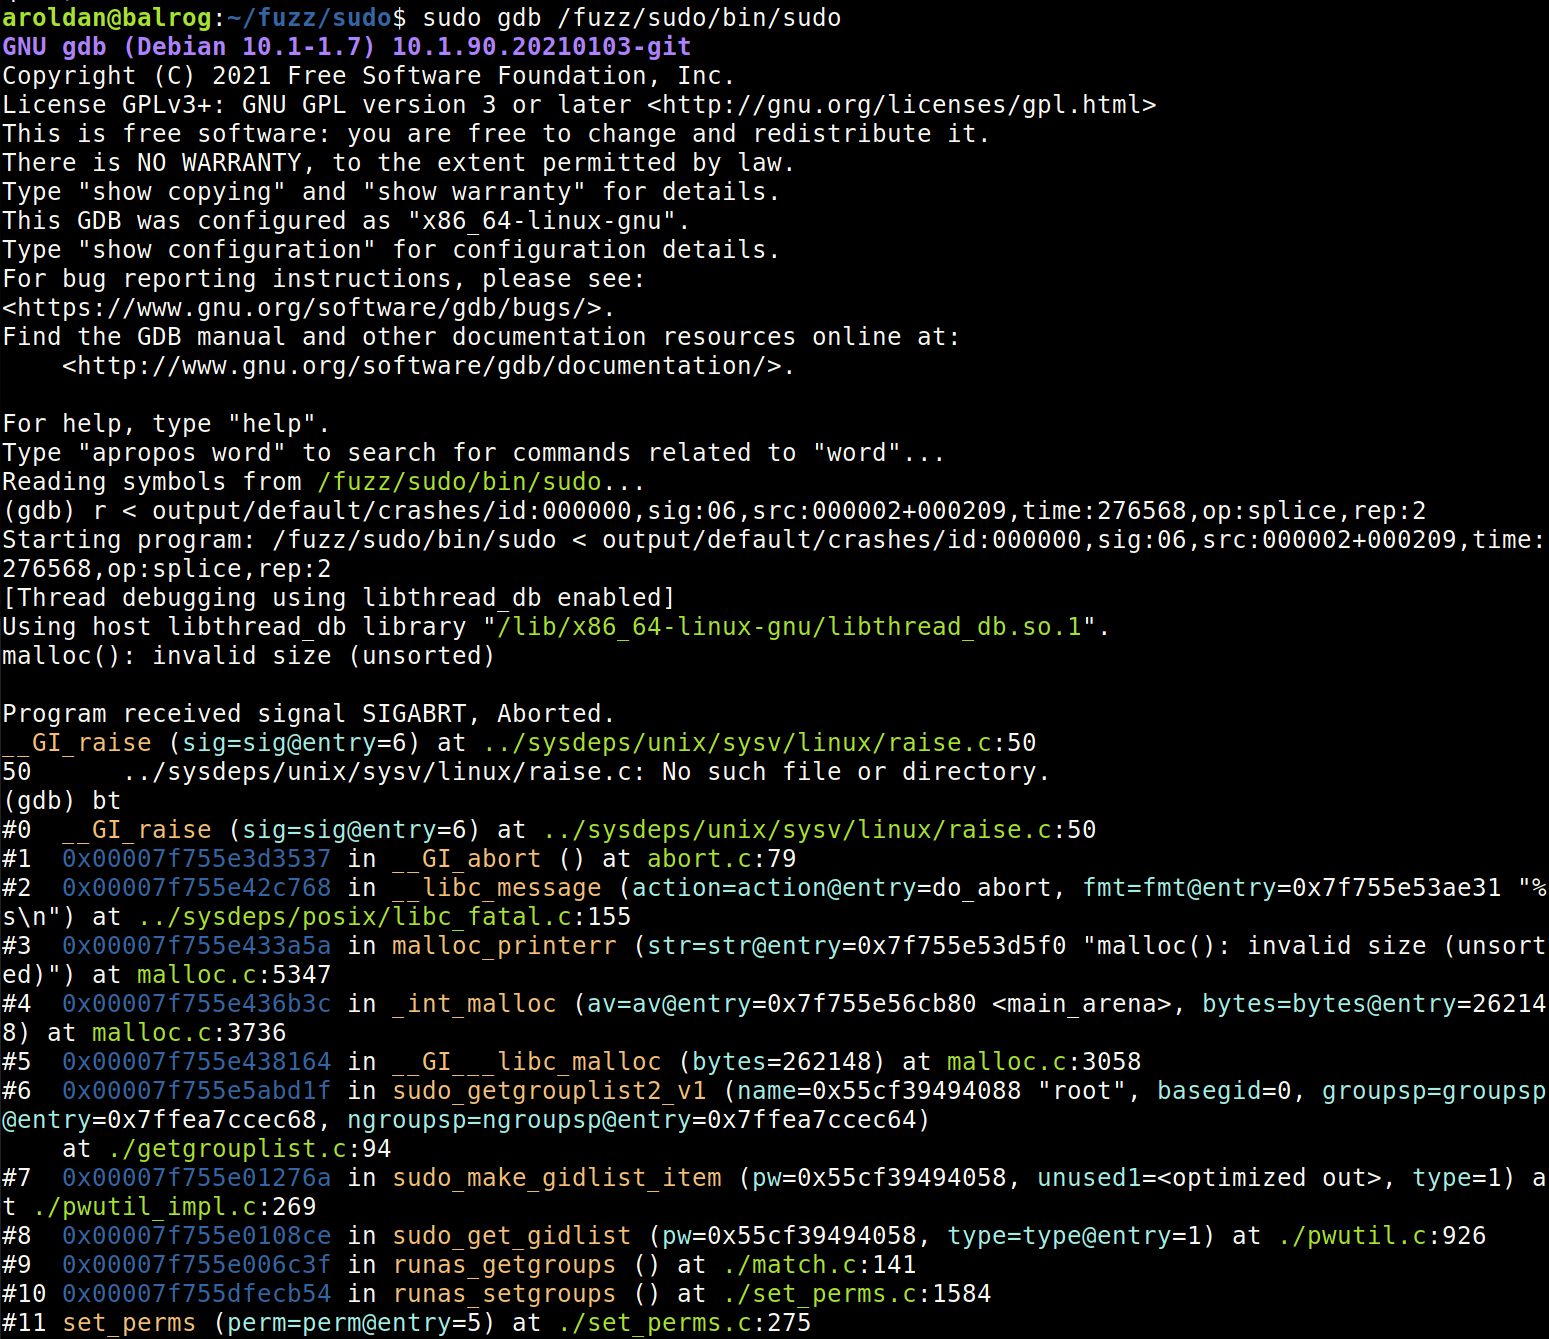 aroldan@balrog:~/fuzz/sudo$ sudo gdb /fuzz/sudo/bin/sudo
GNU gdb (Debian 10.1-1.7) 10.1.90.20210103-git
Copyright (C) 2021 Free Software Foundation, Inc.
License GPLv3+: GNU GPL version 3 or later <http://gnu.org/licenses/gpl.html>
This is free software: you are free to change and redistribute it.
There is NO WARRANTY, to the extent permitted by law.
Type "show copying" and "show warranty" for details.
This GDB was configured as "x86_64-linux-gnu".
Type "show configuration" for configuration details.
For bug reporting instructions, please see:
<https://www.gnu.org/software/gdb/bugs/>.
Find the GDB manual and other documentation resources online at:
    <http://www.gnu.org/software/gdb/documentation/>.

For help, type "help".
Type "apropos word" to search for commands related to "word"...
Reading symbols from /fuzz/sudo/bin/sudo...
(gdb) r < output/default/crashes/id:000000,sig:06,src:000002+000209,time:276568,op:splice,rep:2
Starting program: /fuzz/sudo/bin/sudo < output/default/crashes/id:000000,sig:06,src:000002+000209,time:
276568,op:splice,rep:2
[Thread debugging using libthread_db enabled]
Using host libthread_db library "/lib/x86_64-linux-gnu/libthread_db.so.1".
malloc(): invalid size (unsorted)

Program received signal SIGABRT, Aborted.
__GI_raise (sig=sig@entry=6) at ../sysdeps/unix/sysv/linux/raise.c:50
50      ../sysdeps/unix/sysv/linux/raise.c: No such file or directory.
(gdb) bt
#0  __GI_raise (sig=sig@entry=6) at ../sysdeps/unix/sysv/linux/raise.c:50
#1  0x00007f755e3d3537 in __GI_abort () at abort.c:79
#2  0x00007f755e42c768 in __libc_message (action=action@entry=do_abort, fmt=fmt@entry=0x7f755e53ae31 "%
s\n") at ../sysdeps/posix/libc_fatal.c:155
#3  0x00007f755e433a5a in malloc_printerr (str=str@entry=0x7f755e53d5f0 "malloc(): invalid size (unsort
ed)") at malloc.c:5347
#4  0x00007f755e436b3c in _int_malloc (av=av@entry=0x7f755e56cb80 <main_arena>, bytes=bytes@entry=26214
8) at malloc.c:3736
#5  0x00007f755e438164 in __GI___libc_malloc (bytes=262148) at malloc.c:3058
#6  0x00007f755e5abd1f in sudo_getgrouplist2_v1 (name=0x55cf39494088 "root", basegid=0, groupsp=groupsp
@entry=0x7ffea7ccec68, ngroupsp=ngroupsp@entry=0x7ffea7ccec64)
    at ./getgrouplist.c:94
#7  0x00007f755e01276a in sudo_make_gidlist_item (pw=0x55cf39494058, unused1=<optimized out>, type=1) a
t ./pwutil_impl.c:269
#8  0x00007f755e0108ce in sudo_get_gidlist (pw=0x55cf39494058, type=type@entry=1) at ./pwutil.c:926
#9  0x00007f755e006c3f in runas_getgroups () at ./match.c:141
#10 0x00007f755dfecb54 in runas_setgroups () at ./set_perms.c:1584
#11 set_perms (perm=perm@entry=5) at ./set_perms.c:275